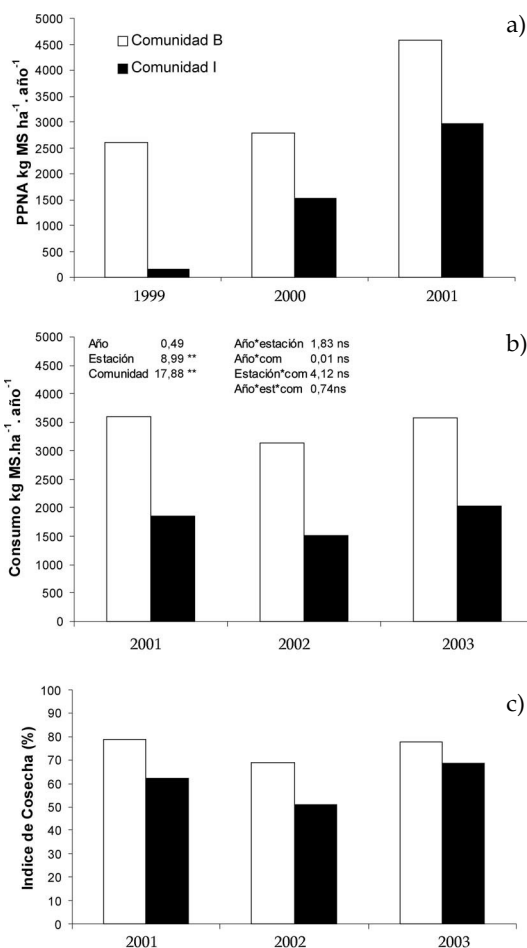 a)
5000
4500
4000
3500
3000
2500
2000
1500
1000
500
0
PPNA kg MS ha⁻¹. año⁻¹
Comunidad B
Comunidad I
1999 2000 2001
b)
5000
4500
4000
3500
3000
2500
2000
1500
1000
500
0
Consumo kg MS.ha⁻¹. año⁻¹
Año 0,49 Año*estación 1,83 ns
Estación 8,99 ** Año*com 0,01 ns
Comunidad 17,88 ** Estación*com 4,12 ns
Año*est*com 0,74ns
2001 2002 2003
c)
100
90
80
70
60
50
40
30
20
10
0
Indice de Cosecha (%)
2001 2002 2003